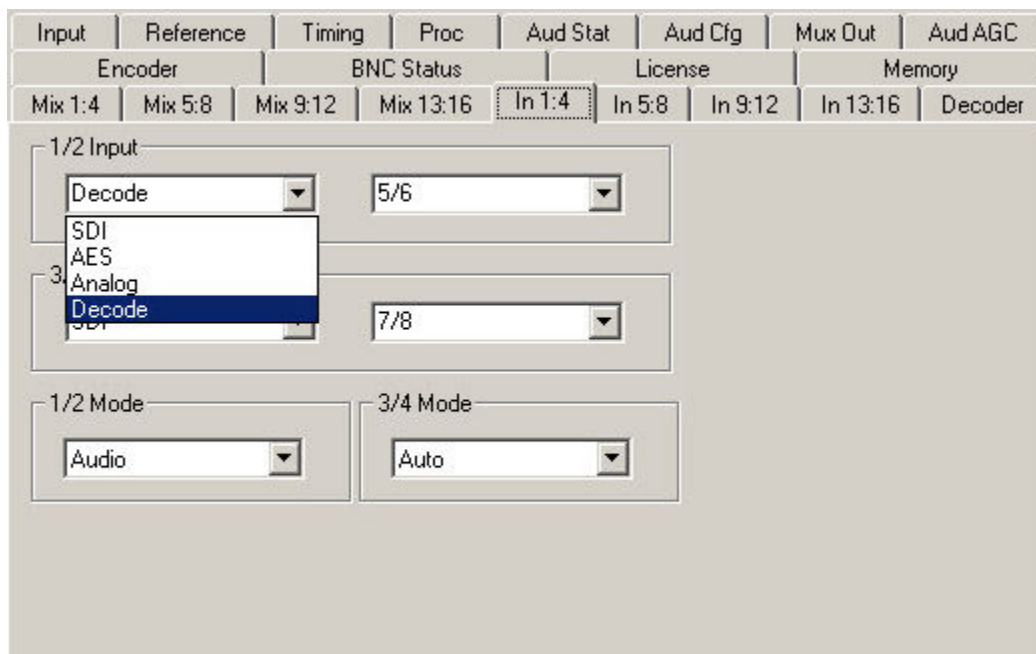 Input Reference Timing Proc Aud Stat Aud Cfg Mux Out Aud AGC
Encoder BNC Status License Memory
Mix 1:4 Mix 5:8 Mix 9:12 Mix 13:16 In 1:4 In 5:8 In 9:12 In 13:16 Decoder
1/2 Input
Decode 5/6
SDI
AES
Analog
Decode
SDI 7/8
1/2 Mode 3/4 Mode
Audio Auto